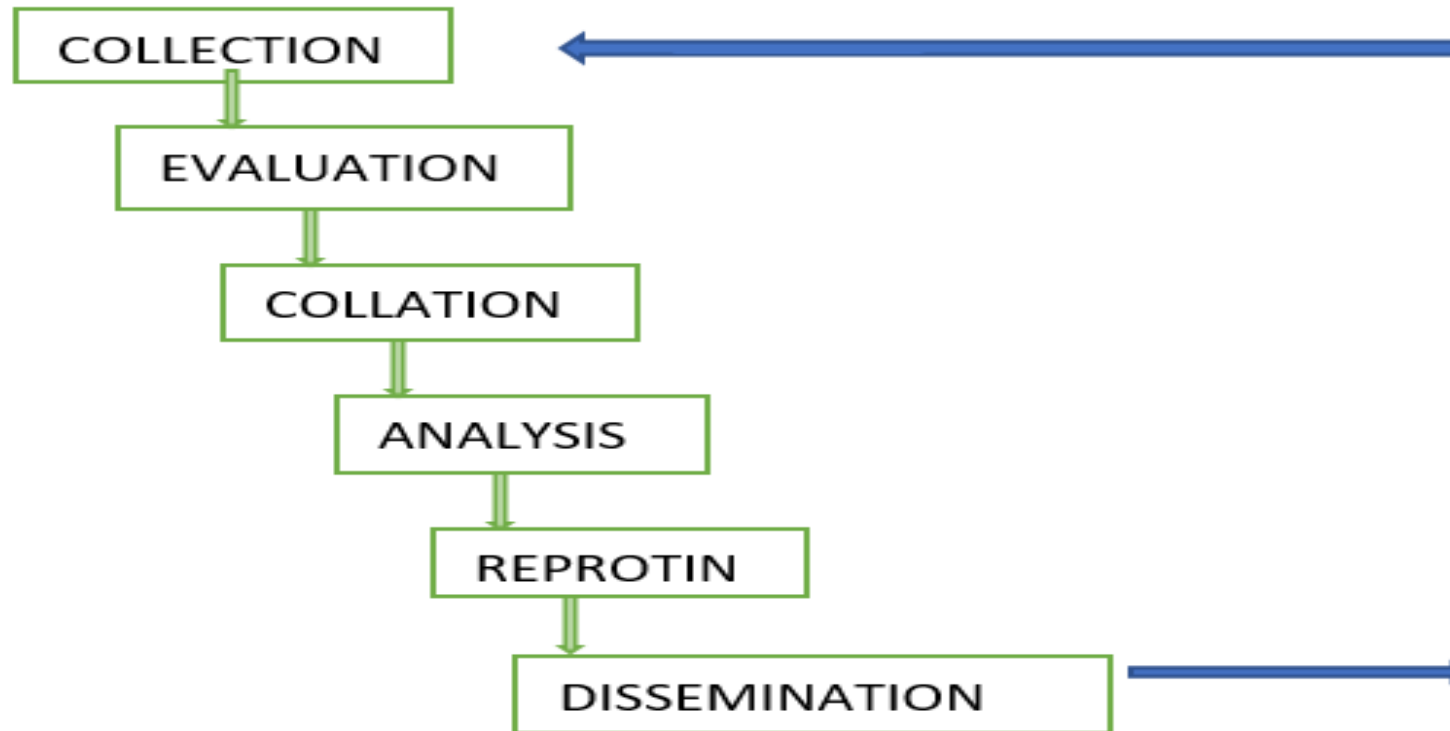 COLLECTION
EVALUATION
COLLATION
ANALYSIS
REPROTIN
DISSEMINATION